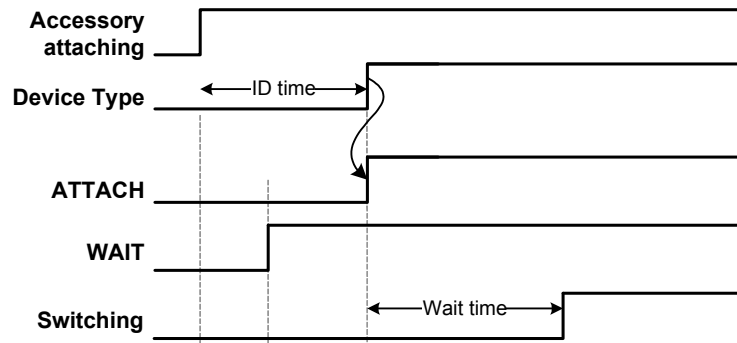 Accessory
attaching
ID time
Device Type
ATTACH
WAIT
Wait time
Switching